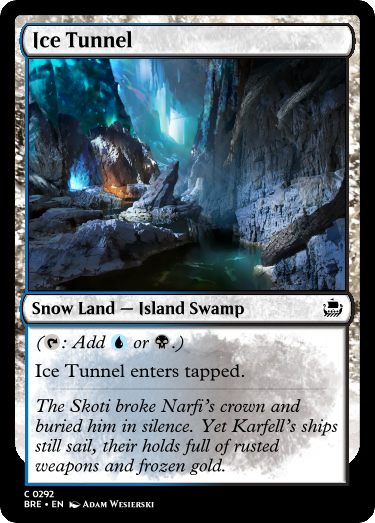 Ice Tunnel
Snow Land — Island Swamp
(: Add or .)
Ice Tunnel enters tapped.
The Skoti broke Narfi's crown and
buried him in silence. Yet Karfell's ships
still sail, their holds full of rusted
weapons and frozen gold.
C 0292
BRE • EN Adam Wesierski